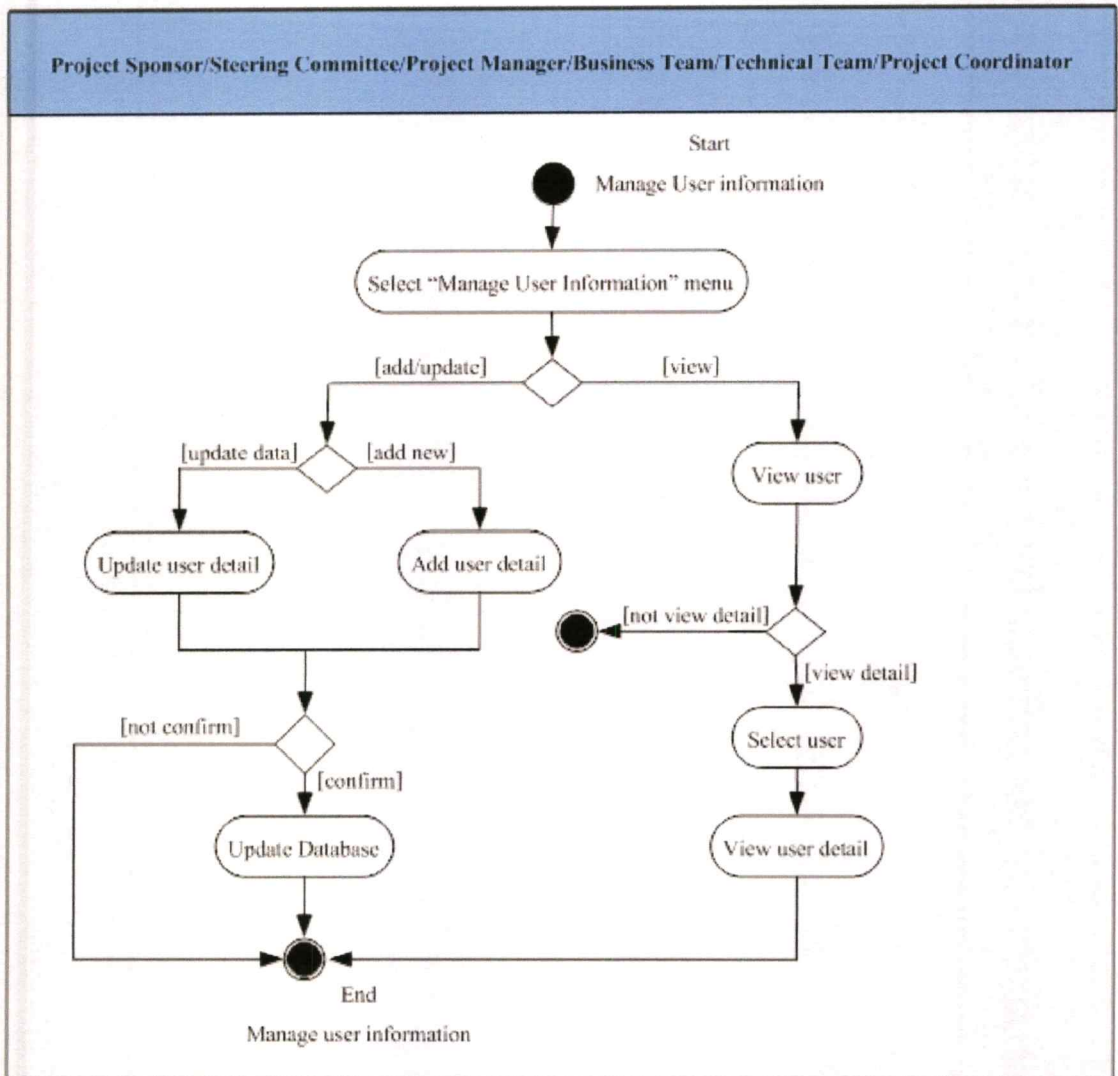 Project Sponsor/Steering Committee/Project Manager/Business Team/Technical Team/Project Coordinator
Start
Manage User information
Select “Manage User Information” menu
[add/update]
[view]
[update data]
[add new]
View user
Update user detail
Add user detail
[not view detail]
[view detail]
[not confirm]
Select user
[confirm]
Update Database
View user detail
End
Manage user information